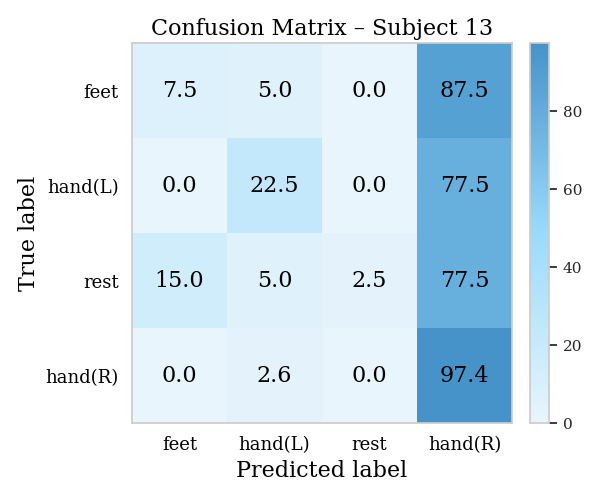 Confusion Matrix – Subject 13
feet 7.5 5.0 0.0 87.5
hand(L) 0.0 22.5 0.0 77.5
rest 15.0 5.0 2.5 77.5
hand(R) 0.0 2.6 0.0 97.4
feet hand(L) rest hand(R)
Predicted label
True label
80
60
40
20
0